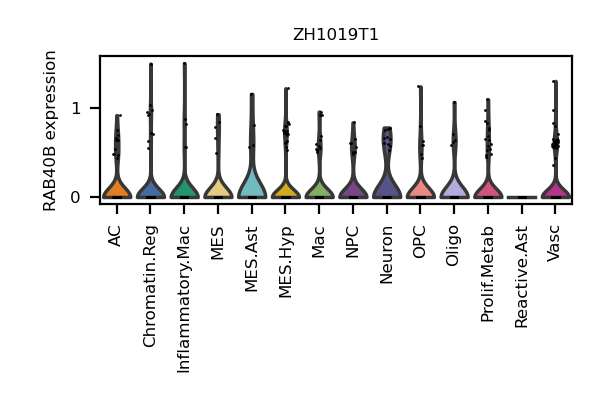 ZH1019T1
RAB40B expression
1
0
AC
Chromatin.Reg
Inflammatory.Mac
MES
MES.Ast
MES.Hyp
Mac
NPC
Neuron
OPC
Oligo
Prolif.Metab
Reactive.Ast
Vasc